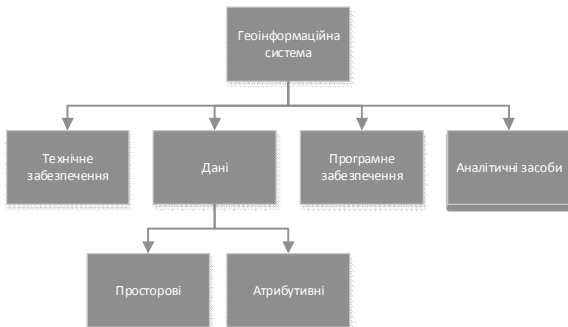 Геоінформаційна
система
Технічне
забезпечення
Дані
Програмне
забезпечення
Аналітичні засоби
Просторові
Атрибутивні